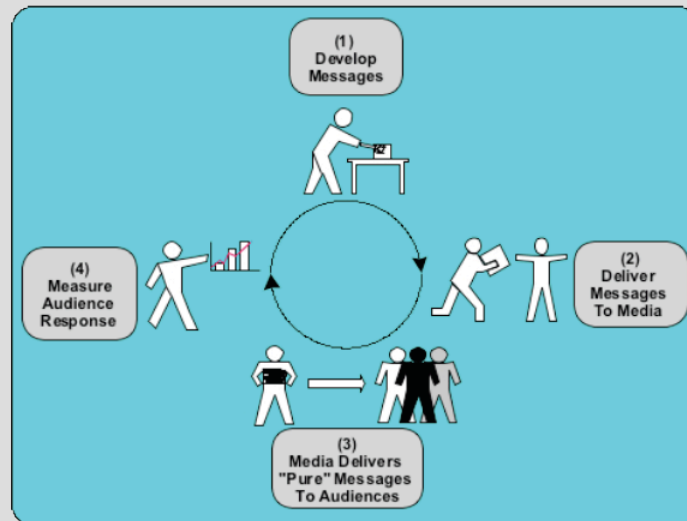 (1)
Develop
Messages
(2)
Deliver
Messages
To Media
(3)
Media Delivers
"Pure" Messages
To Audiences
(4)
Measure
Audience
Response